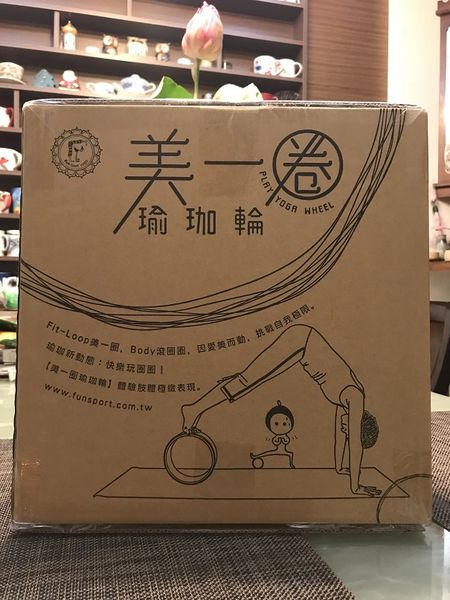 美一圈
PLAY YOGA WHEEL
瑜珈輪
Fit-Loop美一圈，Body滾圈圈，因愛美而動，挑戰自我極限。
瑜珈新動態：快樂玩圈圈！
【美一圈瑜珈輪】體驗肢體極緻表現。
www.funsport.com.tw